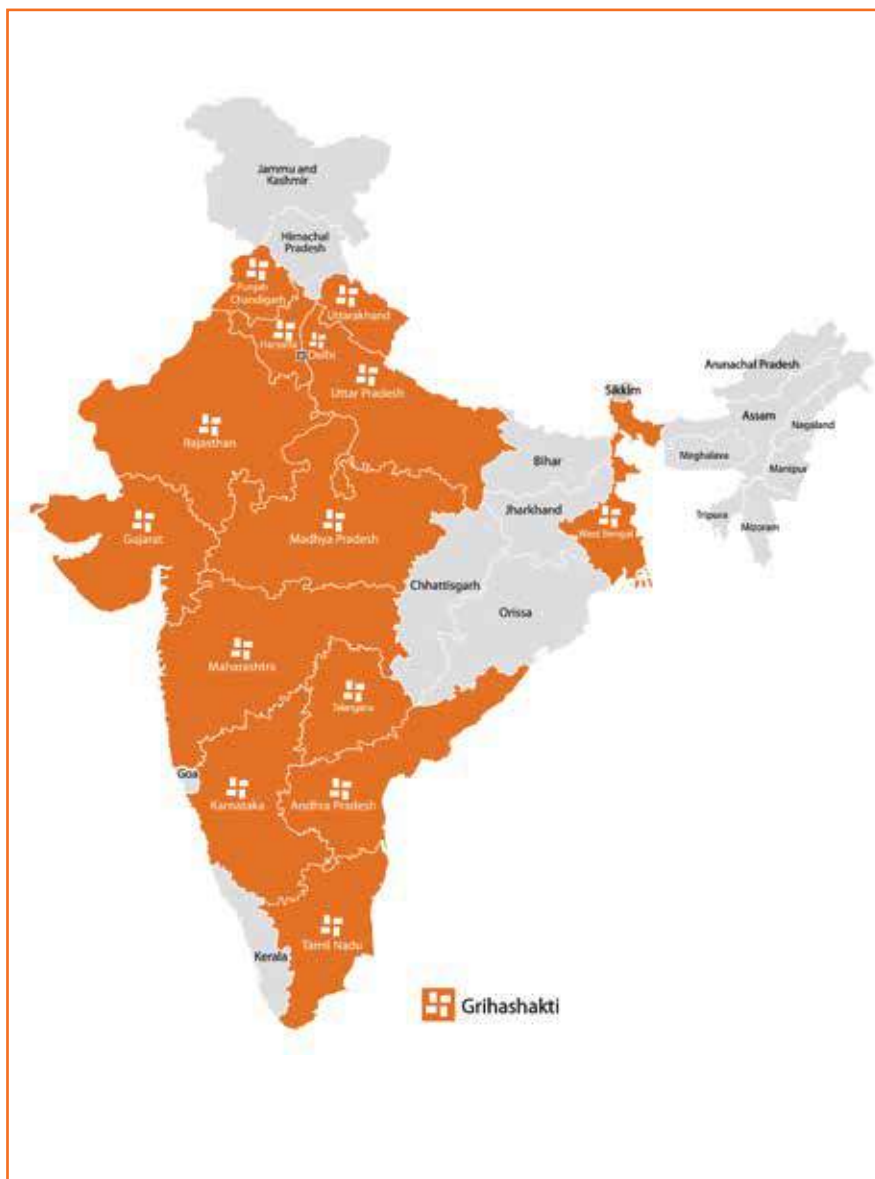 Jammu and
Kashmir
Himachal
Pradesh
Punjab
Chandigarh
Uttarakhand
Haryana
Delhi
Uttar Pradesh
Rajasthan
Sikkim
Arunachal Pradesh
Assam
Nagaland
Meghalaya
Manipur
Tripura
Mizoram
Bihar
Jharkhand
West Bengal
Gujarat
Madhya Pradesh
Chhattisgarh
Orissa
Maharashtra
Telangana
Goa
Karnataka
Andhra Pradesh
Kerala
Tamil Nadu
Grihashakti